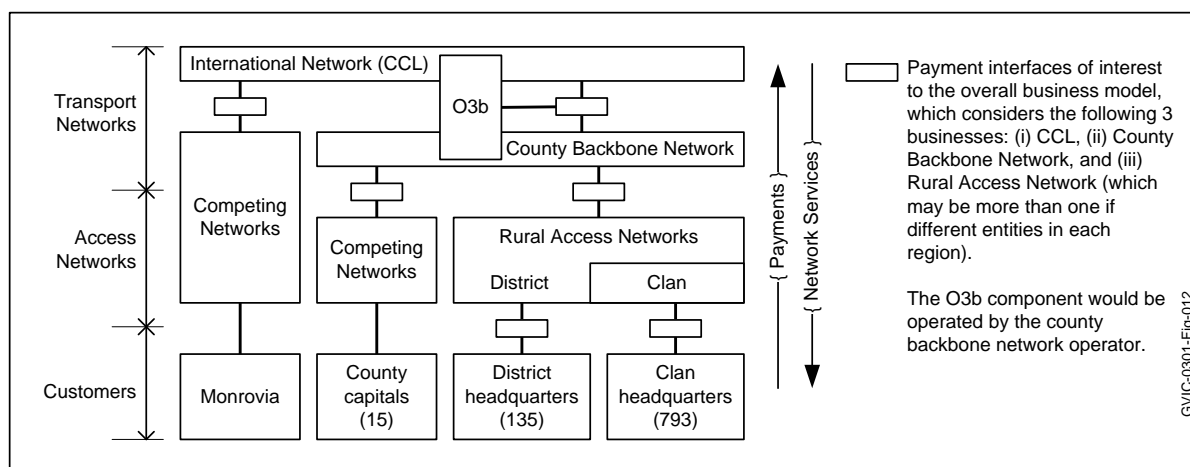 International Network (CCL)
O3b
County Backbone Network
Transport
Networks
Access
Networks
Customers
Competing
Networks
Competing
Networks
Rural Access Networks
District
Clan
Monrovia
County
capitals
(15)
District
headquarters
(135)
Clan
headquarters
(793)
{ Payments }
{ Network Services }
Payment interfaces of interest
to the overall business model,
which considers the following 3
businesses: (i) CCL, (ii) County
Backbone Network, and (iii)
Rural Access Network (which
may be more than one if
different entities in each
region).
The O3b component would be
operated by the county
backbone network operator.
GVIC-0301-Fig-012